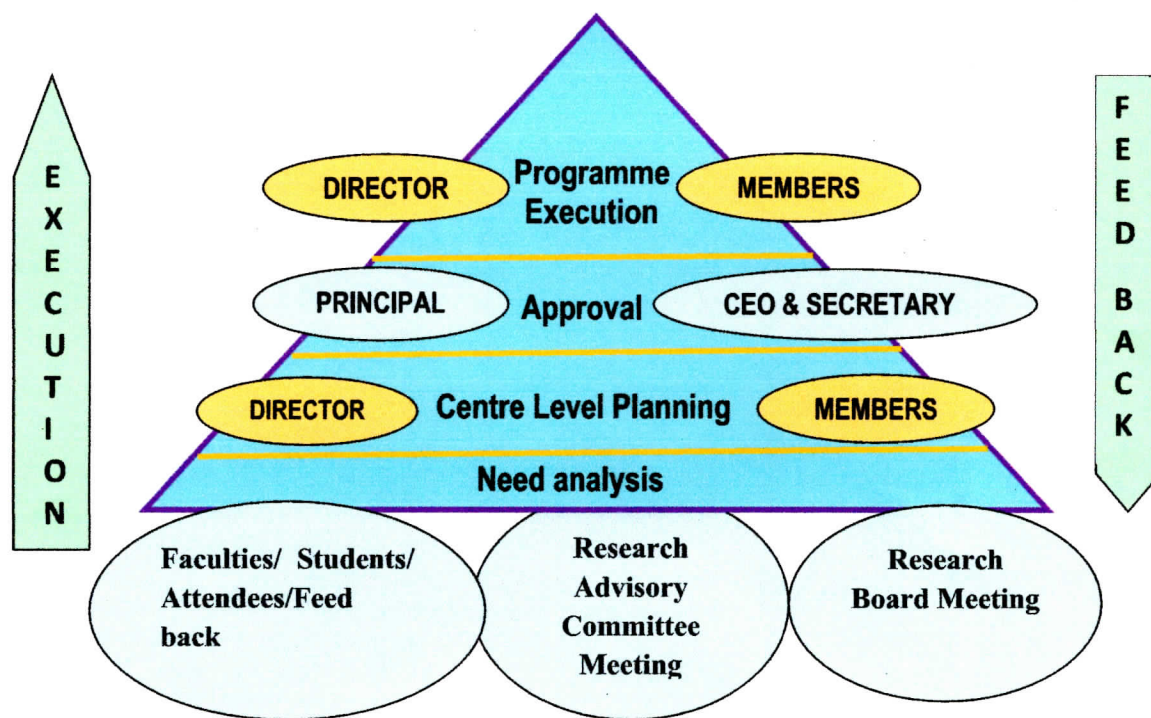 EXECUTION
FEED BACK
DIRECTOR
Programme
Execution
MEMBERS
PRINCIPAL
Approval
CEO & SECRETARY
DIRECTOR
Centre Level Planning
MEMBERS
Need analysis
Faculties/ Students/
Attendees/Feed
back
Research
Advisory
Committee
Meeting
Research
Board Meeting